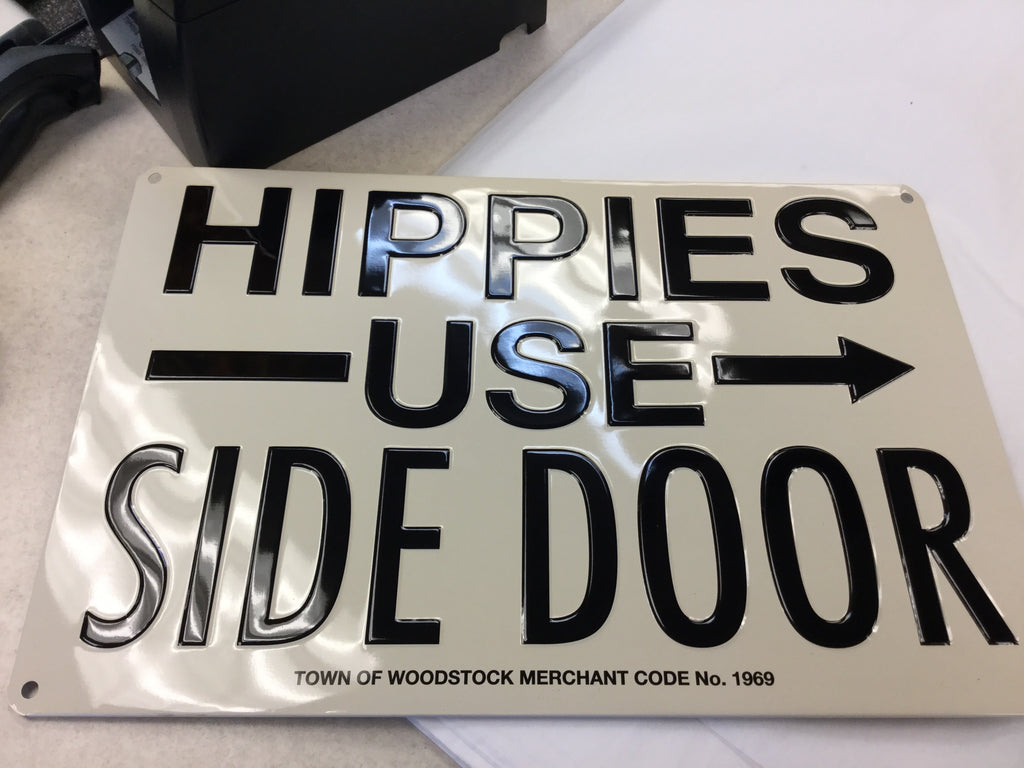 HIPPIES
USE
SIDE DOOR
TOWN OF WOODSTOCK MERCHANT CODE No. 1969